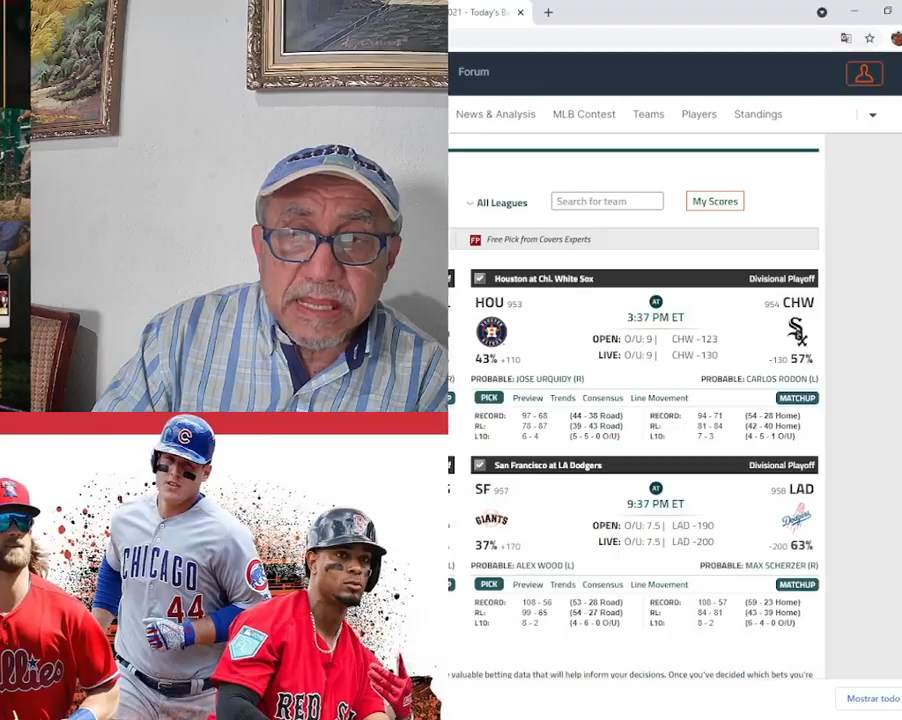 2021 - Today's Be
Forum
News & Analysis MLB Contest Teams Players Standings
All Leagues Search for team My Scores
FP Free Pick from Covers Experts
Houston at Chi. White Sox Divisional Playoff
HOU 953 AT 954 CHW
3:37 PM ET
OPEN: O/U: 9 | CHW -123
LIVE: O/U: 9 | CHW -130
43% +110 -130 57%
PROBABLE: JOSE URQUIDY (R) PROBABLE: CARLOS RODON (L)
PICK Preview Trends Consensus Line Movement MATCHUP
RECORD: 97 - 68 (44 - 38 Road) RECORD: 94 - 71 (54 - 28 Home)
RL: 78 - 87 (39 - 43 Road) RL: 81 - 84 (42 - 40 Home)
L10: 6 - 4 (5 - 5 - 0 O/U) L10: 7 - 3 (4 - 5 - 1 O/U)
San Francisco at LA Dodgers Divisional Playoff
SF 957 AT 958 LAD
9:37 PM ET
GIANTS Dodgers
OPEN: O/U: 7.5 | LAD -190
LIVE: O/U: 7.5 | LAD -200
37% +170 -200 63%
PROBABLE: ALEX WOOD (L) PROBABLE: MAX SCHERZER (R)
PICK Preview Trends Consensus Line Movement MATCHUP
RECORD: 108 - 56 (53 - 28 Road) RECORD: 108 - 57 (59 - 23 Home)
RL: 99 - 65 (54 - 27 Road) RL: 84 - 81 (43 - 39 Home)
L10: 8 - 2 (4 - 6 - 0 O/U) L10: 8 - 2 (6 - 4 - 0 O/U)
valuable betting data that will help inform your decisions. Once you've decided which bets you're
Mostrar todo
CHICAGO
44
Phillies
RED S